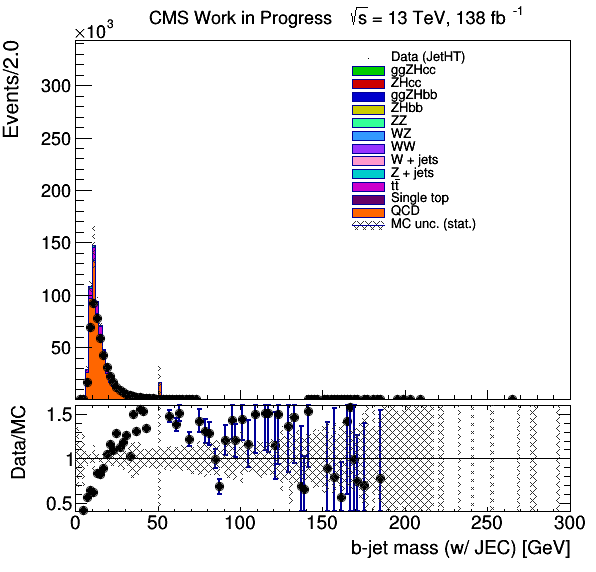 CMS Work in Progress √s = 13 TeV, 138 fb⁻¹
×10³
Events/2.0
300
250
200
150
100
50
0
Data (JetHT)
ggZHcc
ZHcc
ggZHbb
ZHbb
ZZ
WZ
WW
W + jets
Z + jets
tt̄
Single top
QCD
MC unc. (stat.)
Data/MC
1.5
1
0.5
0 50 100 150 200 250 300
b-jet mass (w/ JEC) [GeV]